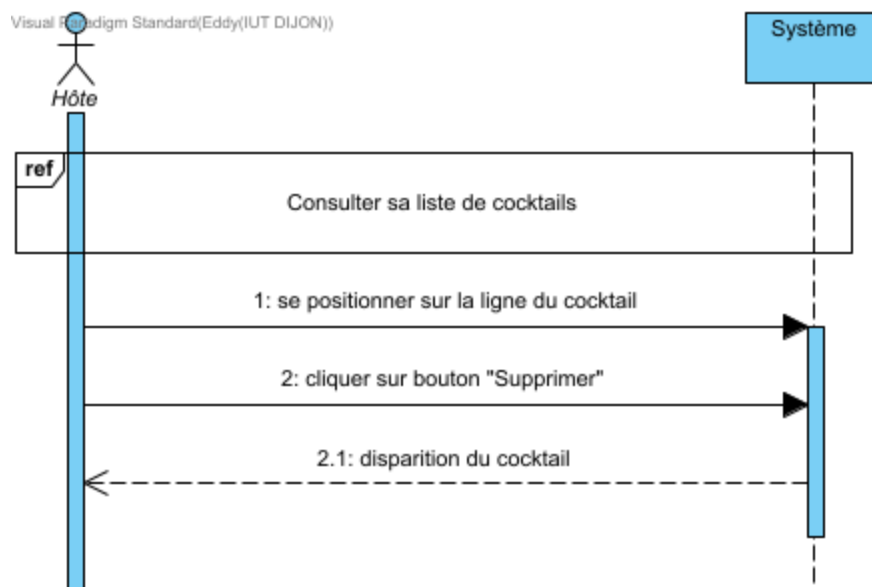 Visual Paradigm Standard(Eddy(IUT DIJON))
Système
Hôte
ref
Consulter sa liste de cocktails
1: se positionner sur la ligne du cocktail
2: cliquer sur bouton "Supprimer"
2.1: disparition du cocktail